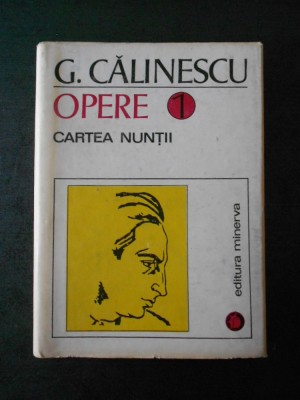 G. CĂLINESCU
OPERE 1
CARTEA NUNȚII
editura minerva